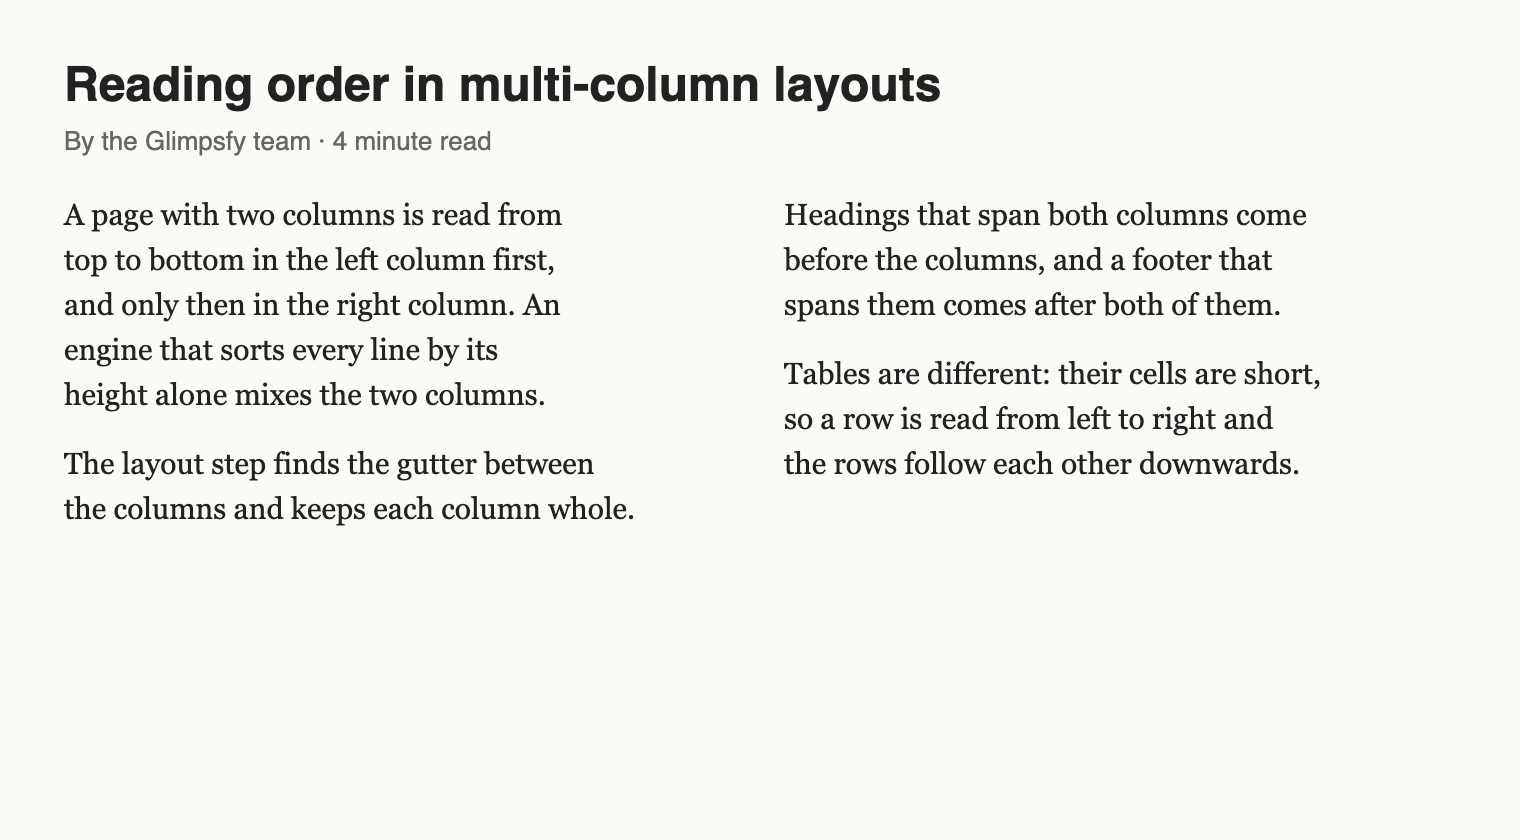 Reading order in multi-column layouts
By the Glimpsfy team · 4 minute read
A page with two columns is read from
top to bottom in the left column first,
and only then in the right column. An
engine that sorts every line by its
height alone mixes the two columns.
The layout step finds the gutter between
the columns and keeps each column whole.
Headings that span both columns come
before the columns, and a footer that
spans them comes after both of them.
Tables are different: their cells are short,
so a row is read from left to right and
the rows follow each other downwards.